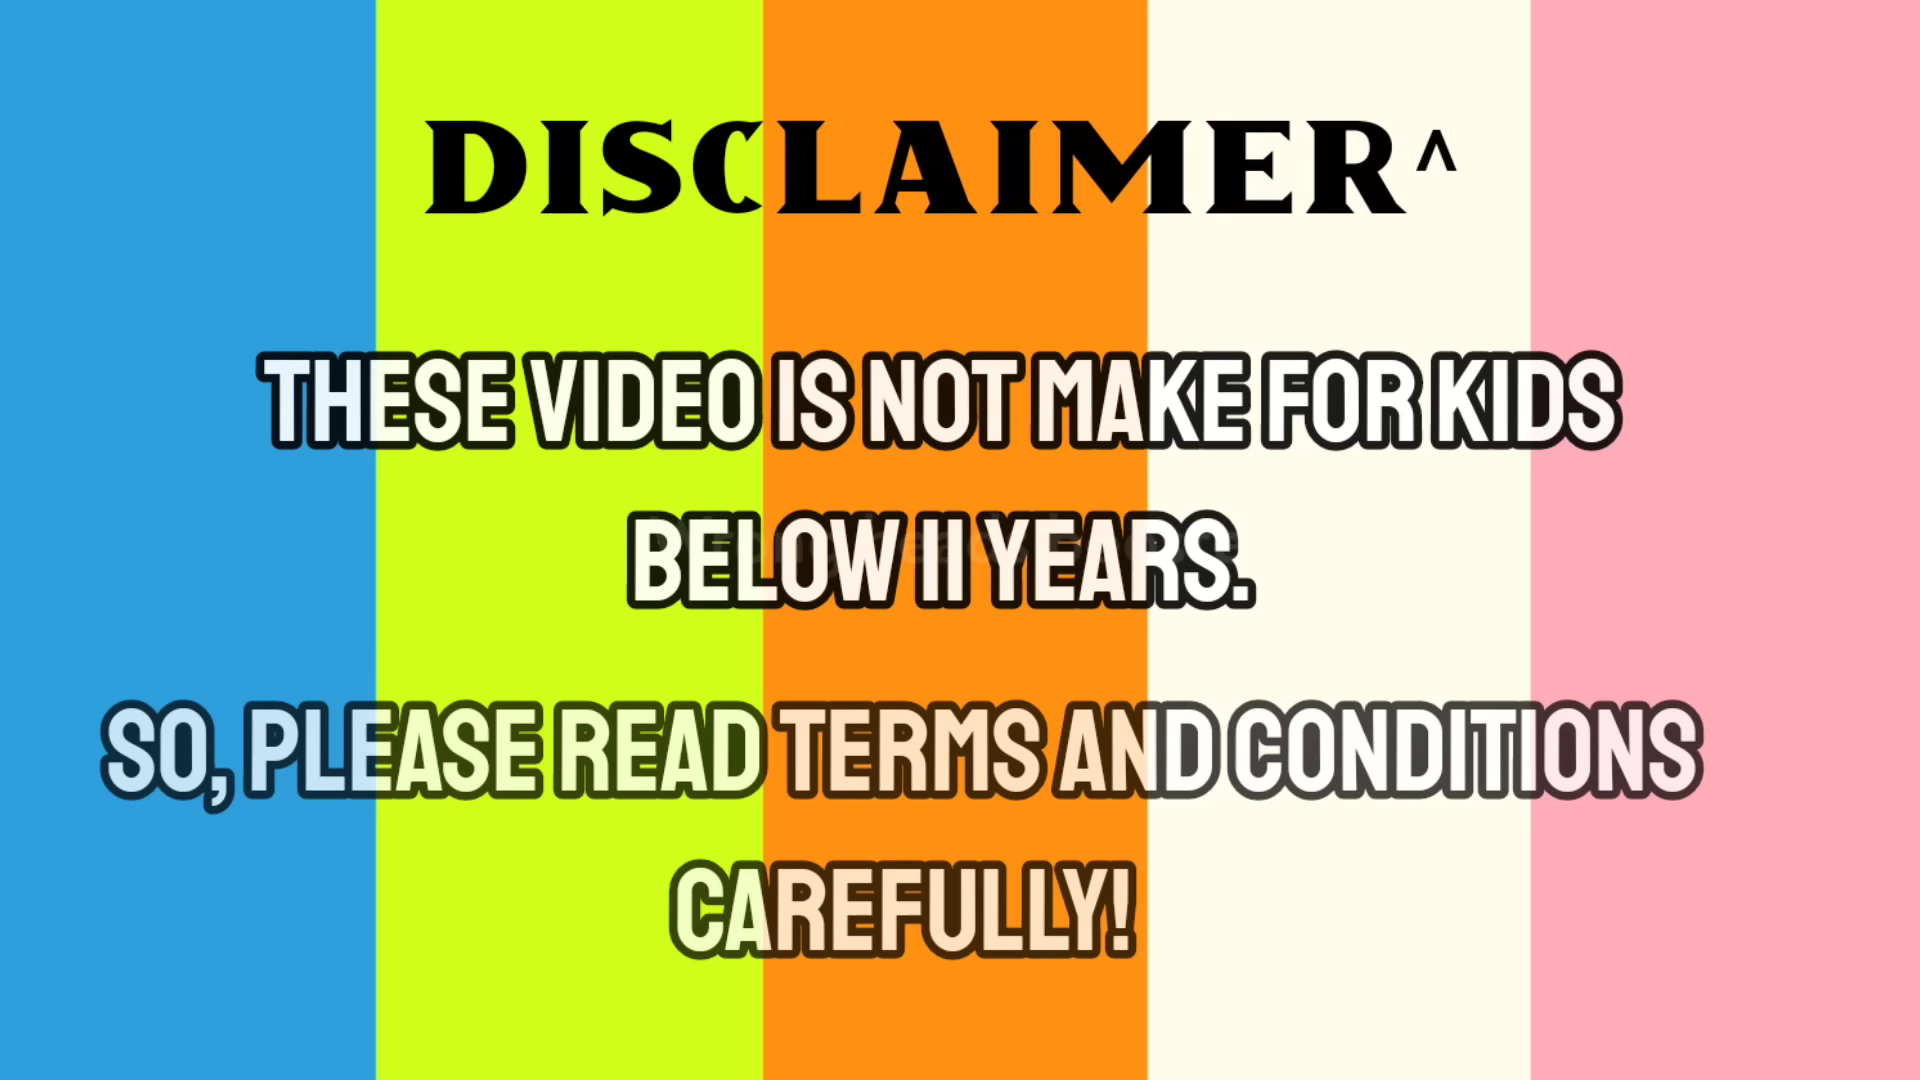 DISCLAIMER^
THESE VIDEO IS NOT MAKE FOR KIDS
BELOW 11 YEARS.
SO, PLEASE READ TERMS AND CONDITIONS
CAREFULLY!